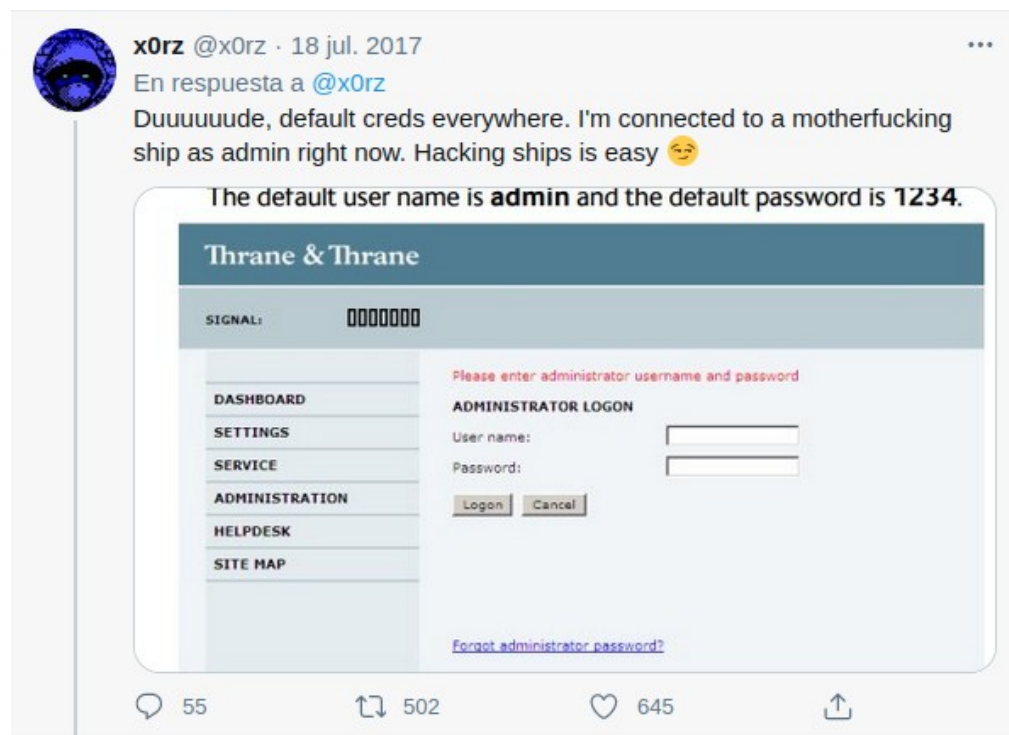 x0rz @x0rz · 18 jul. 2017
En respuesta a @x0rz
Duuuuuude, default creds everywhere. I'm connected to a motherfucking
ship as admin right now. Hacking ships is easy 😏
The default user name is admin and the default password is 1234.
Thrane & Thrane
SIGNAL:
Please enter administrator username and password
DASHBOARD
ADMINISTRATOR LOGON
SETTINGS
User name:
SERVICE
Password:
ADMINISTRATION
Logon Cancel
HELPDESK
SITE MAP
Forgot administrator password?
55 502 645